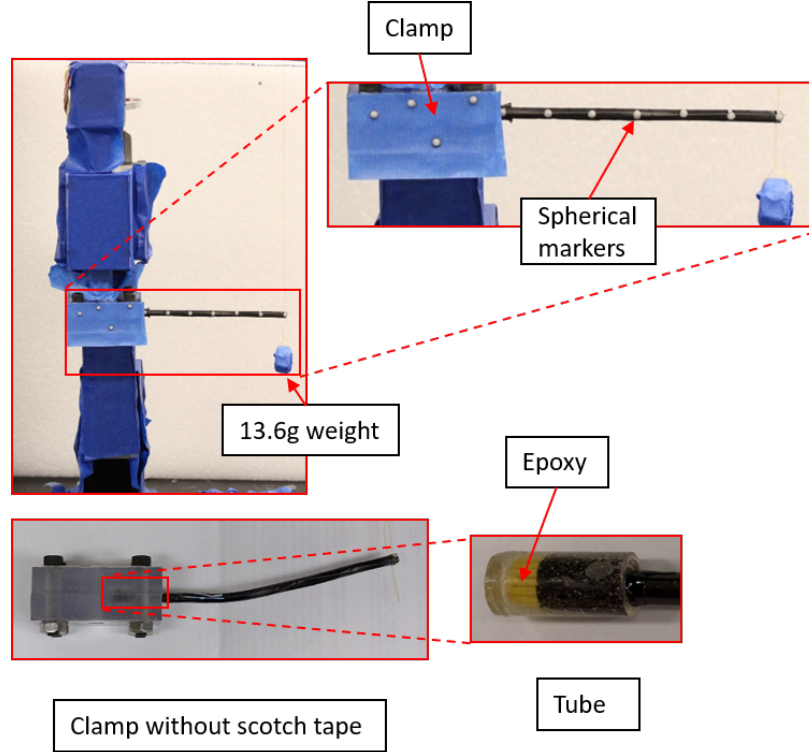 Clamp
Spherical
markers
13.6g weight
Epoxy
Clamp without scotch tape
Tube